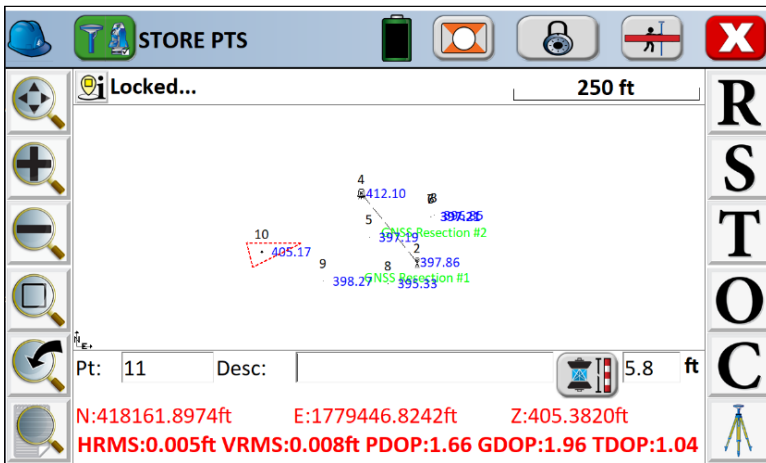 STORE PTS
Locked...
250 ft
R
S
T
O
C
4
412.10
5
397.19
397.21
GNSS Resection #2
10
405.17
2
397.86
9
398.27
8
GNSS Resection #1
395.33
N
E
Pt: 11 Desc: 5.8 ft
N:418161.8974ft E:1779446.8242ft Z:405.3820ft
HRMS:0.005ft VRMS:0.008ft PDOP:1.66 GDOP:1.96 TDOP:1.04